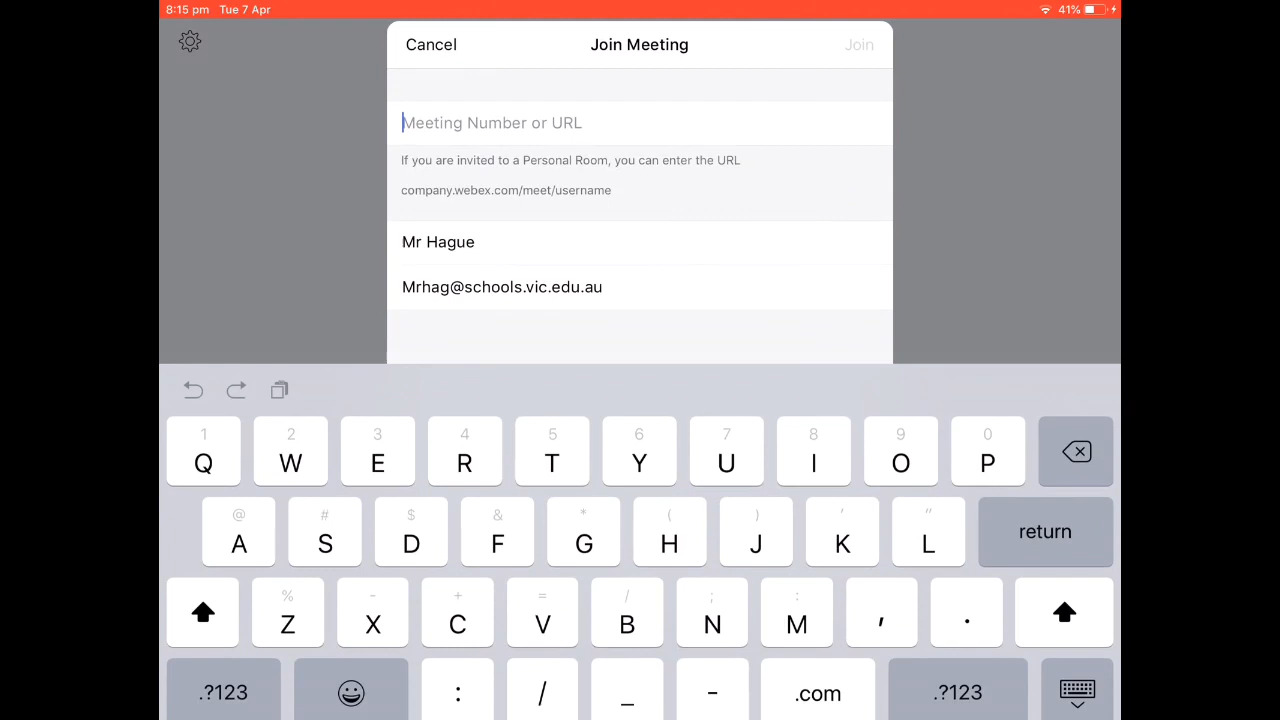 8:15 pm Tue 7 Apr 41%
Cancel Join Meeting Join
Meeting Number or URL
If you are invited to a Personal Room, you can enter the URL
company.webex.com/meet/username
Mr Hague
Mrhag@schools.vic.edu.au
1 2 3 4 5 6 7 8 9 0
Q W E R T Y U I O P
@ # $ & * ( ) ' "
A S D F G H J K L return
% - + = / ; :
Z X C V B N M , .
.?123 : / _ - .com .?123